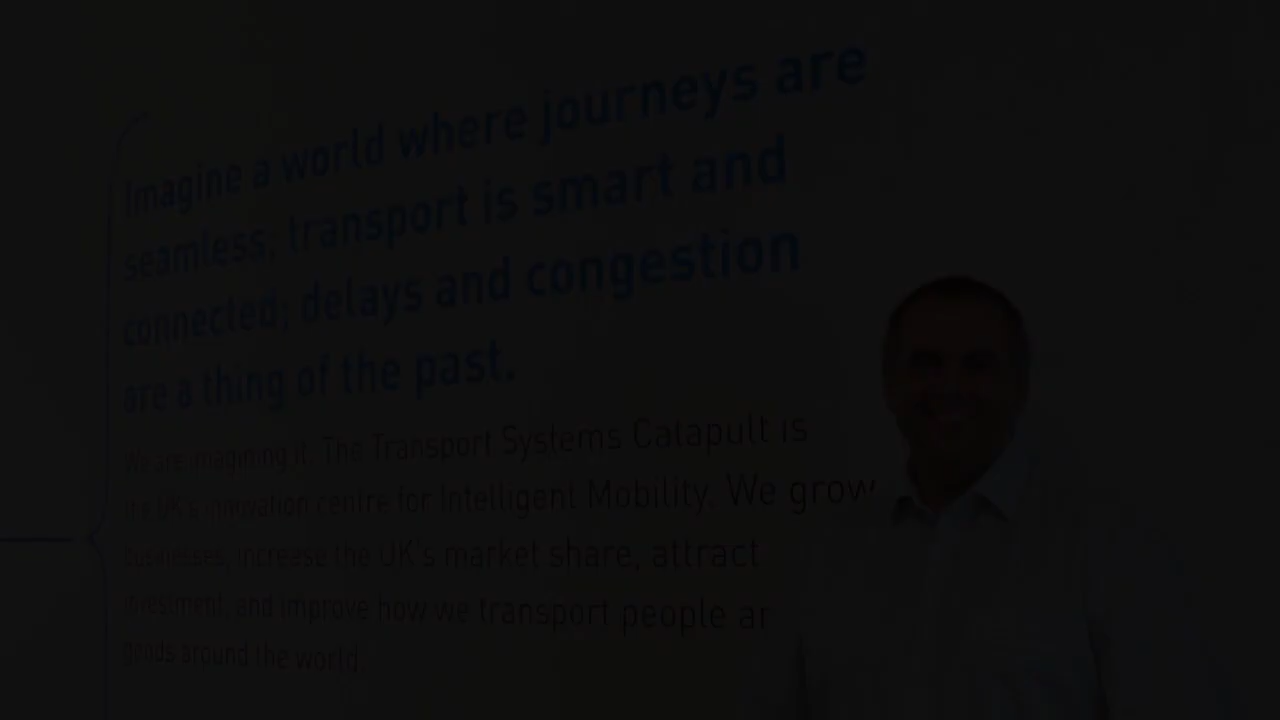 Imagine a world where journeys are
seamless; transport is smart and
connected; delays and congestion
are a thing of the past.
We are imagining it. The Transport Systems Catapult is
the UK's innovation centre for Intelligent Mobility. We grow
businesses, increase the UK's market share, attract
investment, and improve how we transport people
goods around the world.